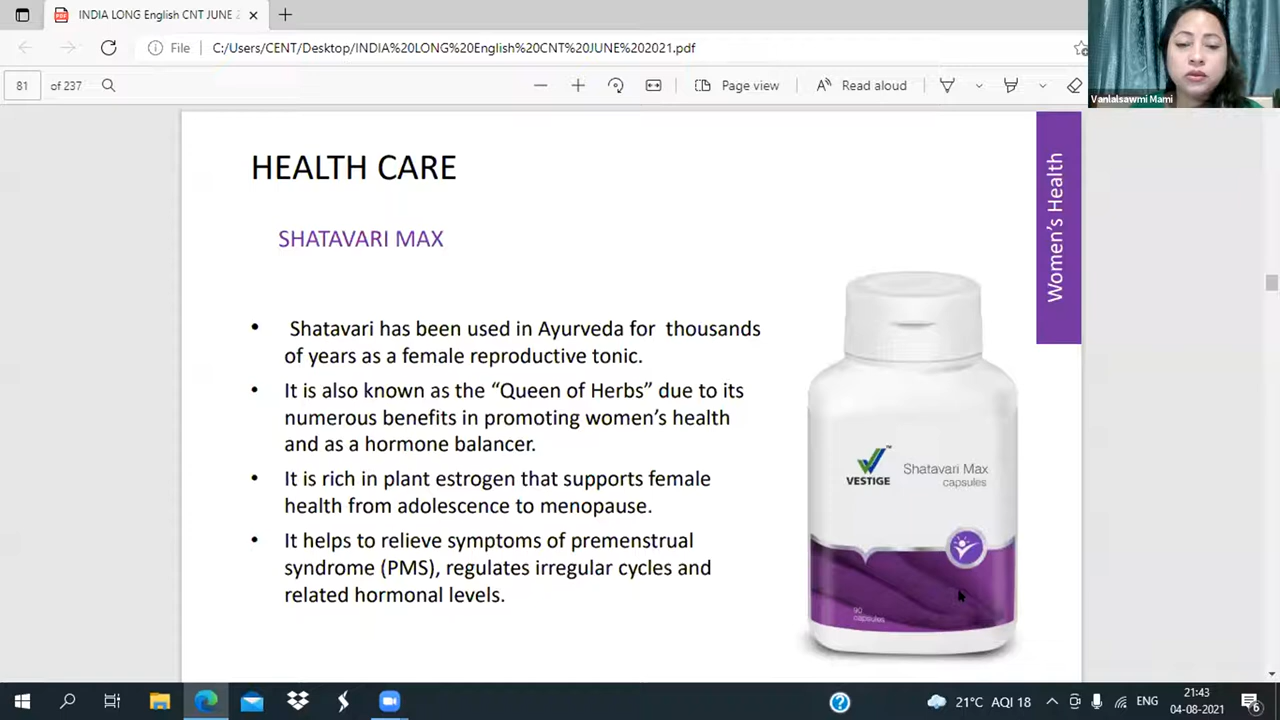 INDIA LONG English CNT JUNE 2
File
C:/Users/CENT/Desktop/INDIA%20LONG%20English%20CNT%20JUNE%202021.pdf
81 of 237
Page view
Read aloud
Vanlalsawmi Mami
HEALTH CARE
Women's Health
SHATAVARI MAX
• Shatavari has been used in Ayurveda for thousands
of years as a female reproductive tonic.
• It is also known as the “Queen of Herbs” due to its
numerous benefits in promoting women’s health
and as a hormone balancer.
• It is rich in plant estrogen that supports female
health from adolescence to menopause.
• It helps to relieve symptoms of premenstrual
syndrome (PMS), regulates irregular cycles and
related hormonal levels.
VESTIGE
TM
Shatavari Max
capsules
90
capsules
21°C AQI 18
ENG
21:43
04-08-2021
6